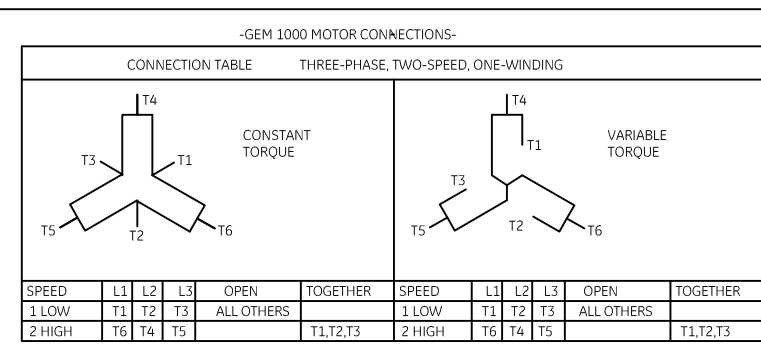 -GEM 1000 MOTOR CONNECTIONS-
CONNECTION TABLE THREE-PHASE, TWO-SPEED, ONE-WINDING
T4
CONSTANT
TORQUE
T3 T1
T5 T2 T6
T4
VARIABLE
TORQUE
T1
T3
T5 T2 T6
SPEED L1 L2 L3 OPEN TOGETHER SPEED L1 L2 L3 OPEN TOGETHER
1 LOW T1 T2 T3 ALL OTHERS 1 LOW T1 T2 T3 ALL OTHERS
2 HIGH T6 T4 T5 T1,T2,T3 2 HIGH T6 T4 T5 T1,T2,T3